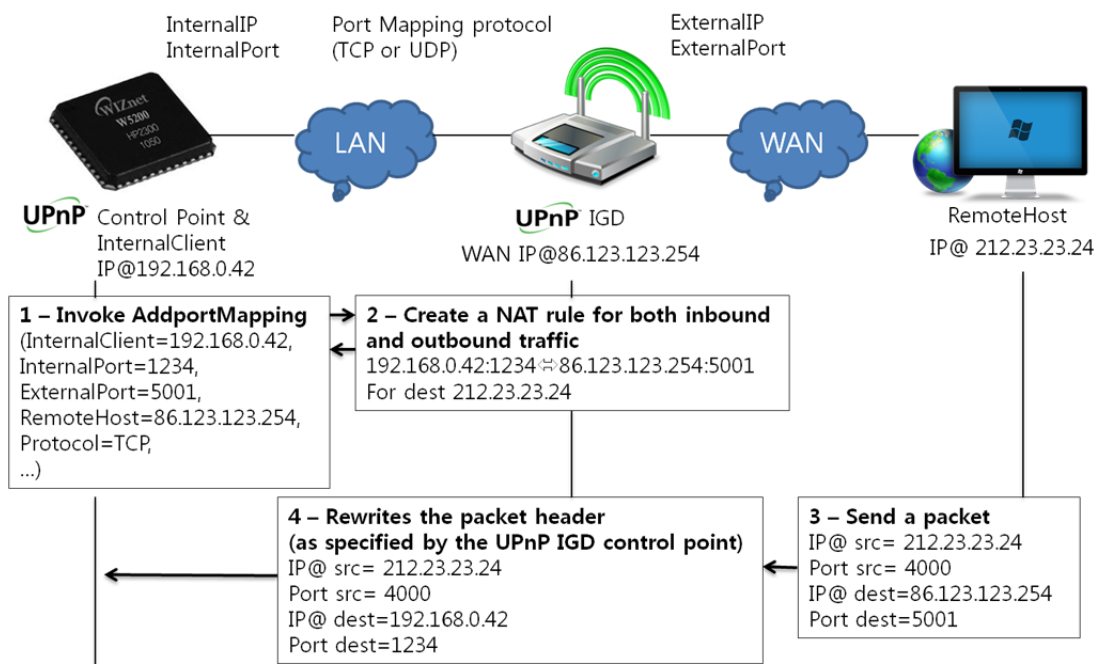 InternalIP
InternalPort
Port Mapping protocol
(TCP or UDP)
ExternalIP
ExternalPort
WIZnet
W5200
HP2300
1050
LAN
WAN
UPnP™ Control Point &
InternalClient
IP@192.168.0.42
UPnP™ IGD
WAN IP@86.123.123.254
RemoteHost
IP@ 212.23.23.24
1 – Invoke AddportMapping
(InternalClient=192.168.0.42,
InternalPort=1234,
ExternalPort=5001,
RemoteHost=86.123.123.254,
Protocol=TCP,
...)
2 – Create a NAT rule for both inbound
and outbound traffic
192.168.0.42:1234⇔86.123.123.254:5001
For dest 212.23.23.24
3 – Send a packet
IP@ src= 212.23.23.24
Port src= 4000
IP@ dest=86.123.123.254
Port dest=5001
4 – Rewrites the packet header
(as specified by the UPnP IGD control point)
IP@ src= 212.23.23.24
Port src= 4000
IP@ dest=192.168.0.42
Port dest=1234